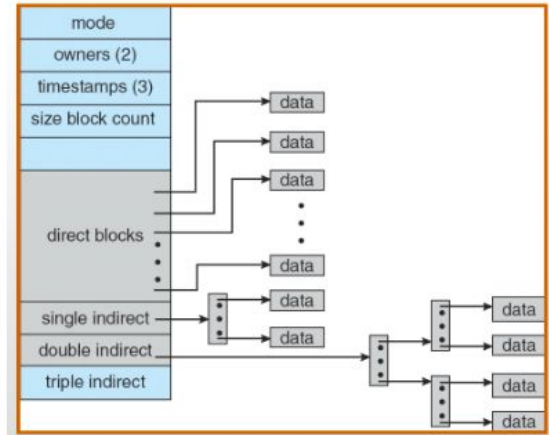 mode
owners (2)
timestamps (3)
size block count
direct blocks
single indirect
double indirect
triple indirect
data
data
data
data
data
data
data
data
data
data